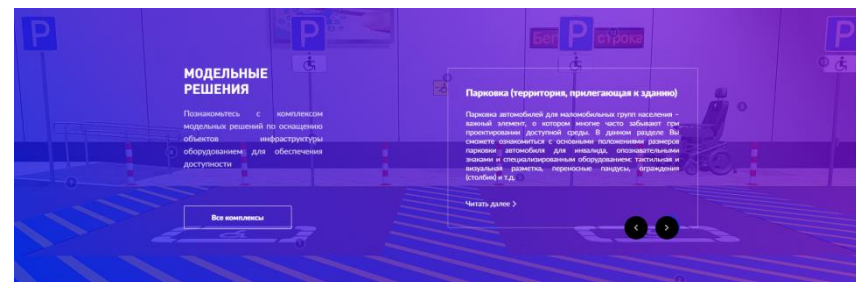 P
P
P
Бег строка
МОДЕЛЬНЫЕ
РЕШЕНИЯ
Познакомьтесь с комплексом
модельных решений по оснащению
объектов инфраструктуры
оборудованием для обеспечения
доступности
Все комплексы
Парковка (территория, прилегающая к зданию)
Парковка автомобилей для маломобильных групп населения –
важный элемент, о котором многие часто забывают при
проектировании доступной среды. В данном разделе Вы
сможете ознакомиться с основными положениями размеров
парковки автомобиля для инвалида, опознавательными
знаками и специализированным оборудованием: тактильная и
визуальная разметка, переносные пандусы, ограждения
(столбик) и т.д.
Читать далее >